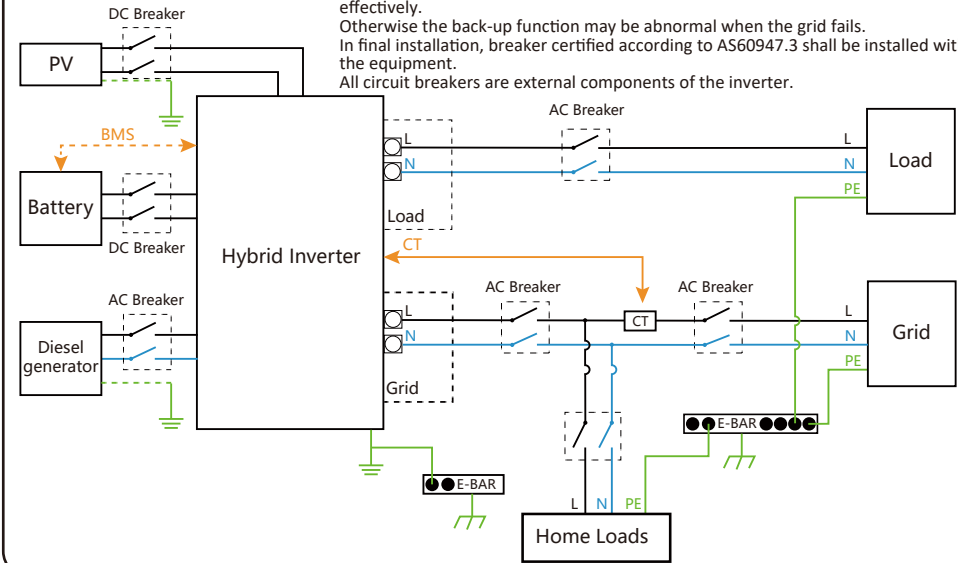 effectively.
Otherwise the back-up function may be abnormal when the grid fails.
In final installation, breaker certified according to AS60947.3 shall be installed wit
the equipment.
All circuit breakers are external components of the inverter.
DC Breaker
PV
AC Breaker
L
L
BMS
N
N
Load
PE
Battery
Load
DC Breaker
CT
Hybrid Inverter
AC Breaker
AC Breaker
AC Breaker
L
CT
L
Grid
N
N
Diesel
generator
PE
Grid
E-BAR
E-BAR
L
N
PE
Home Loads